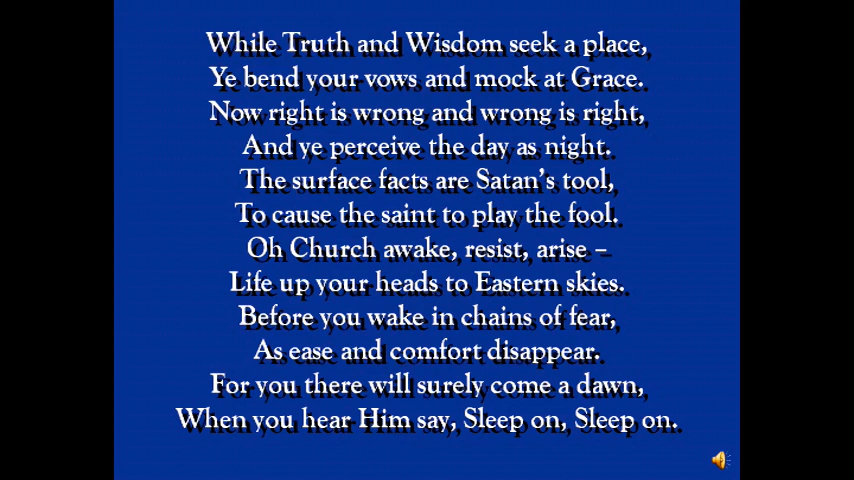 While Truth and Wisdom seek a place,
Ye bend your vows and mock at Grace.
Now right is wrong and wrong is right,
And ye perceive the day as night.
The surface facts are Satan's tool,
To cause the saint to play the fool.
Oh Church awake, resist, arise –
Life up your heads to Eastern skies.
Before you wake in chains of fear,
As ease and comfort disappear.
For you there will surely come a dawn,
When you hear Him say, Sleep on, Sleep on.